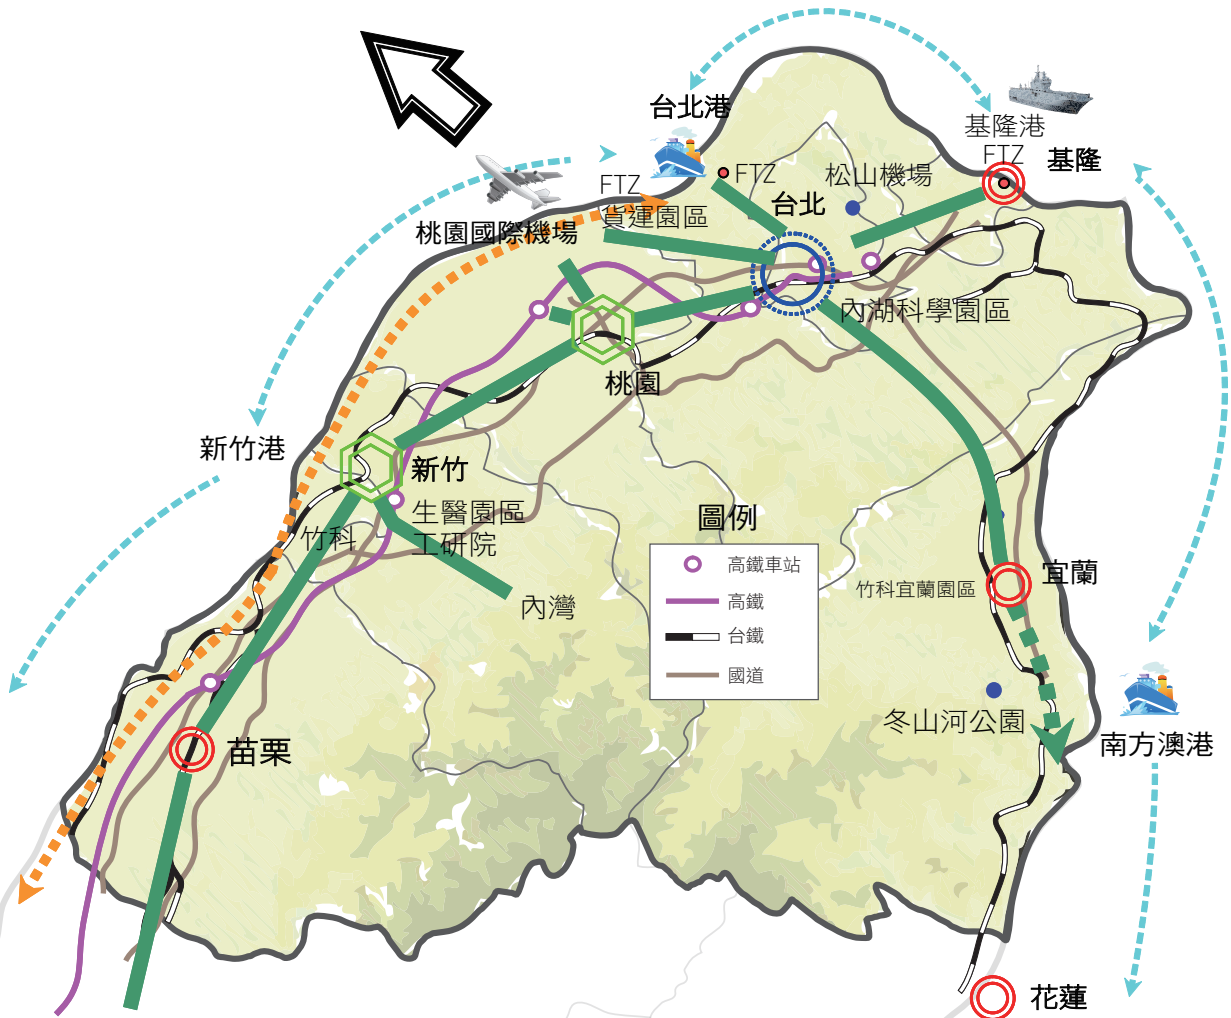 台北港
基隆港
FTZ
基隆
FTZ
松山機場
FTZ
貨運園區
台北
桃園國際機場
內湖科學園區
桃園
新竹港
新竹
生醫園區
工研院
竹科
內灣
圖例
高鐵車站
高鐵
台鐵
國道
宜蘭
竹科宜蘭園區
冬山河公園
南方澳港
苗栗
花蓮